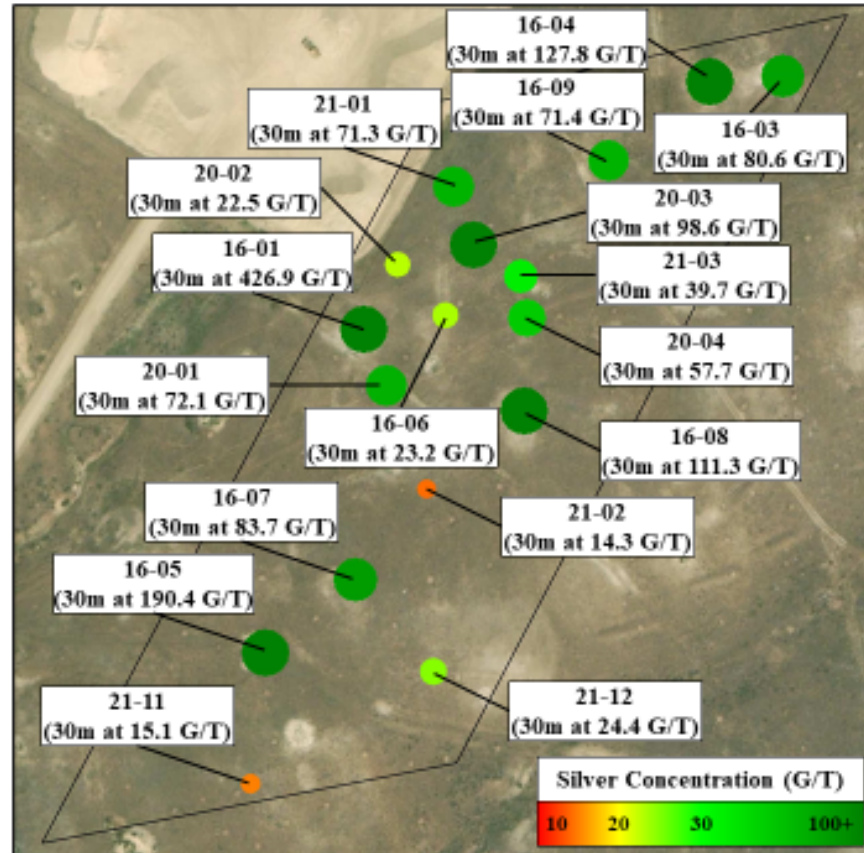 16-04
(30m at 127.8 G/T)
16-09
(30m at 71.4 G/T)
21-01
(30m at 71.3 G/T)
16-03
(30m at 80.6 G/T)
20-02
(30m at 22.5 G/T)
20-03
(30m at 98.6 G/T)
16-01
(30m at 426.9 G/T)
21-03
(30m at 39.7 G/T)
20-04
(30m at 57.7 G/T)
20-01
(30m at 72.1 G/T)
16-06
(30m at 23.2 G/T)
16-08
(30m at 111.3 G/T)
16-07
(30m at 83.7 G/T)
21-02
(30m at 14.3 G/T)
16-05
(30m at 190.4 G/T)
21-11
(30m at 15.1 G/T)
21-12
(30m at 24.4 G/T)
Silver Concentration (G/T)
10 20 30 100+